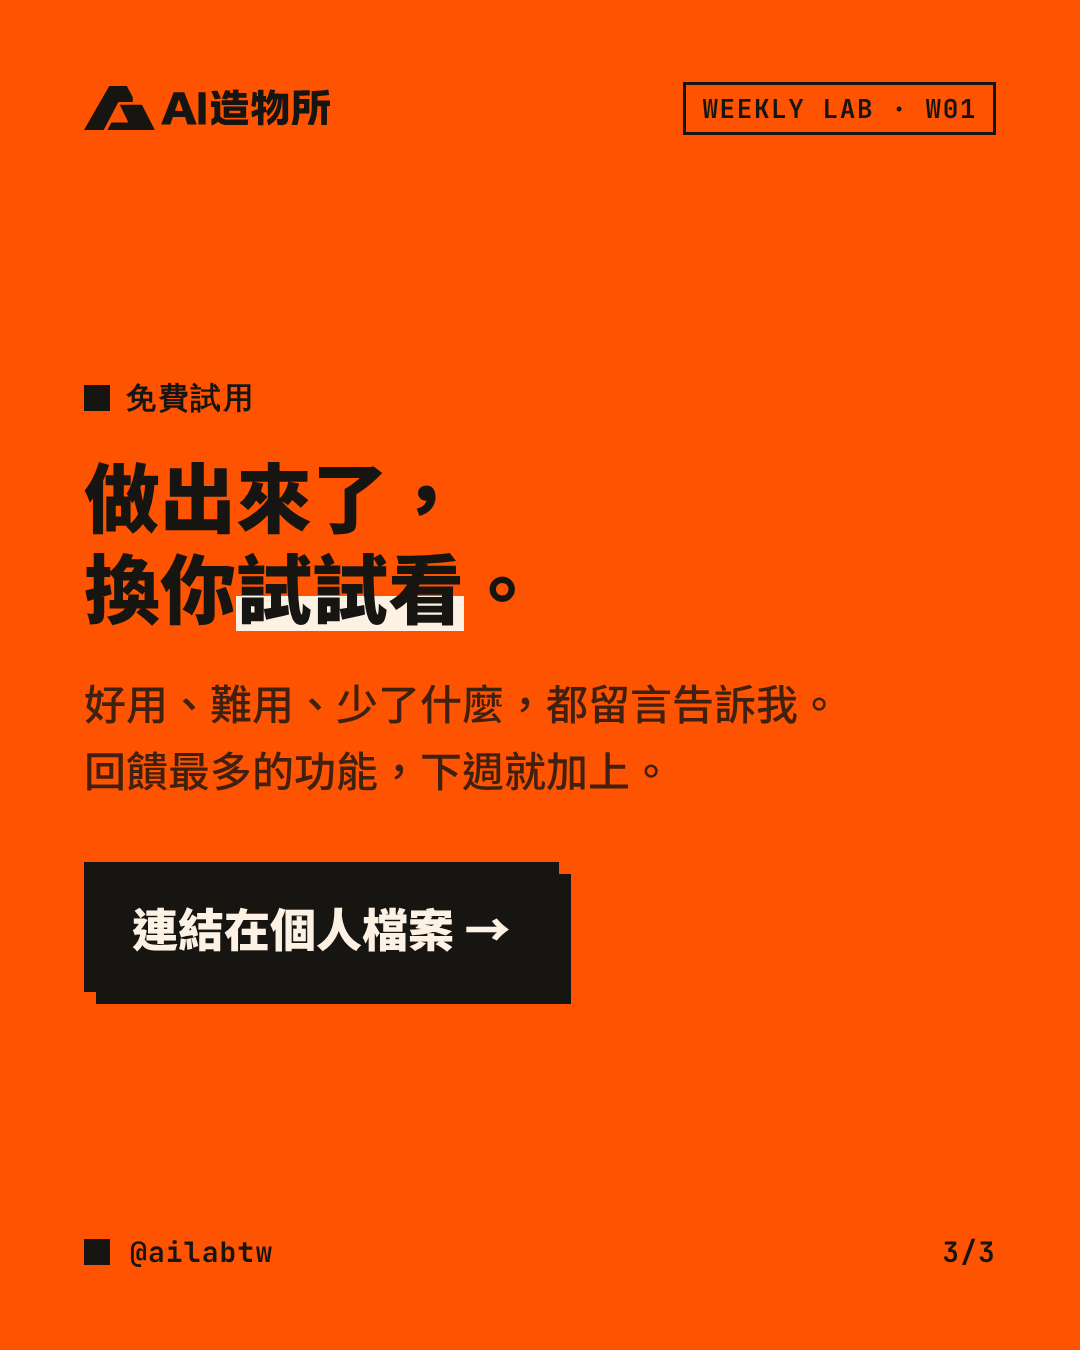 AI造物所
WEEKLY LAB · W01
免費試用
做出來了，
換你試試看。
好用、難用、少了什麼，都留言告訴我。
回饋最多的功能，下週就加上。
連結在個人檔案 →
@ailabtw
3/3